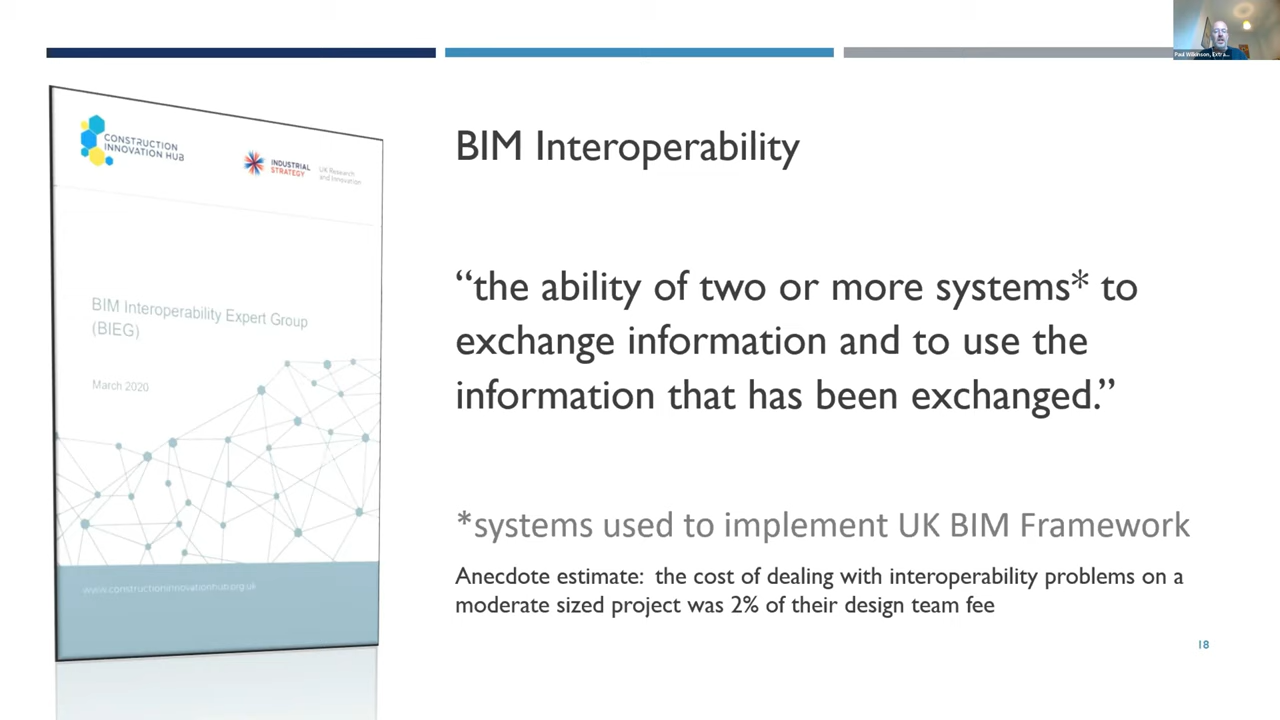 Paul Wilkinson, Extra...
CONSTRUCTION
INNOVATION HUB
INDUSTRIAL
STRATEGY
UK Research
and Innovation
BIM Interoperability Expert Group
(BIEG)
March 2020
www.constructioninnovationhub.org.uk
BIM Interoperability
“the ability of two or more systems* to
exchange information and to use the
information that has been exchanged.”
*systems used to implement UK BIM Framework
Anecdote estimate: the cost of dealing with interoperability problems on a
moderate sized project was 2% of their design team fee
18